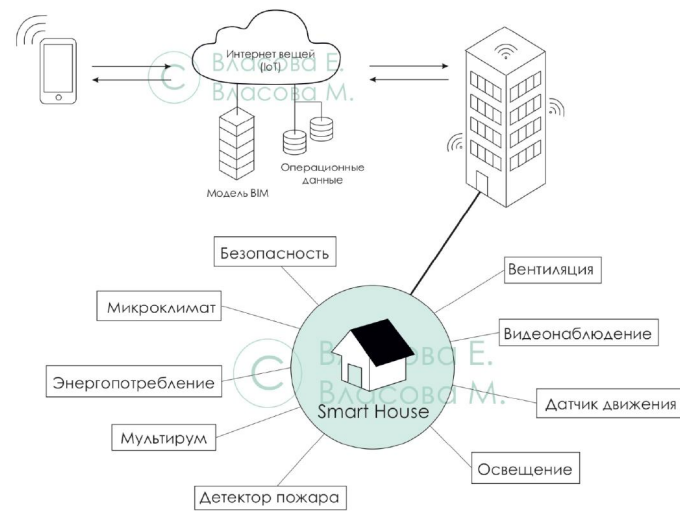 Интернет вещей
(IoT)
© Власова Е.
Власова М.
Операционные
данные
Модель BIM
Безопасность
Вентиляция
Микроклимат
Видеонаблюдение
© Власова Е.
Власова М.
Энергопотребление
Датчик движения
Smart House
Мультирум
Освещение
Детектор пожара